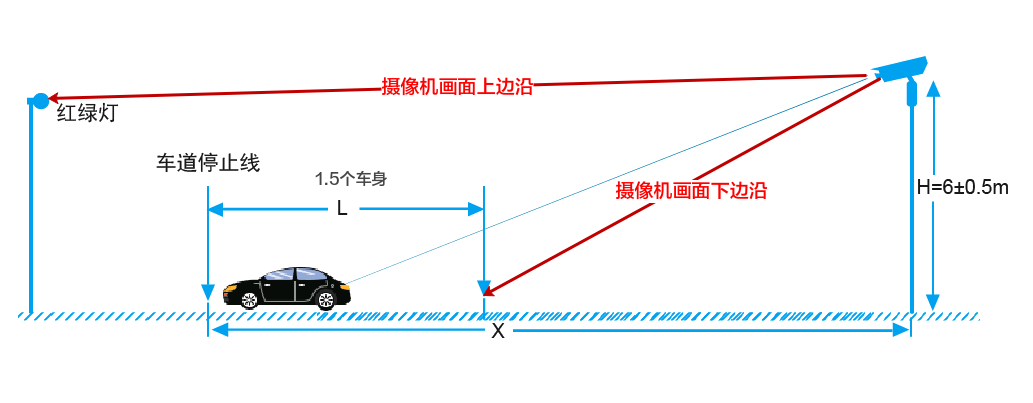 摄像机画面上边沿
红绿灯
车道停止线
1.5个车身
L
摄像机画面下边沿
H=6±0.5m
X